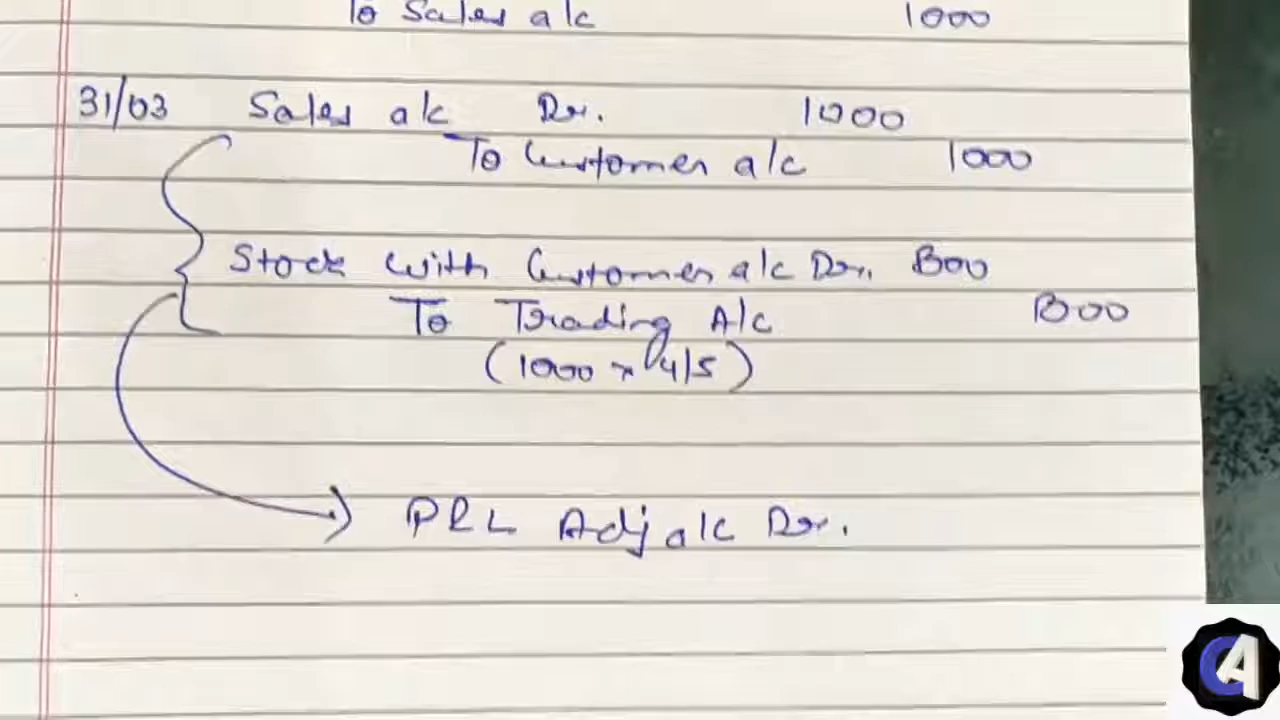 To Sales a/c 1000
31/03 Sales a/c Dr. 1000
To Customer a/c 1000
Stock with Customer a/c Dr. 800
To Trading A/c 800
(1000 x 4/5)
P&L Adj a/c Dr.
CA